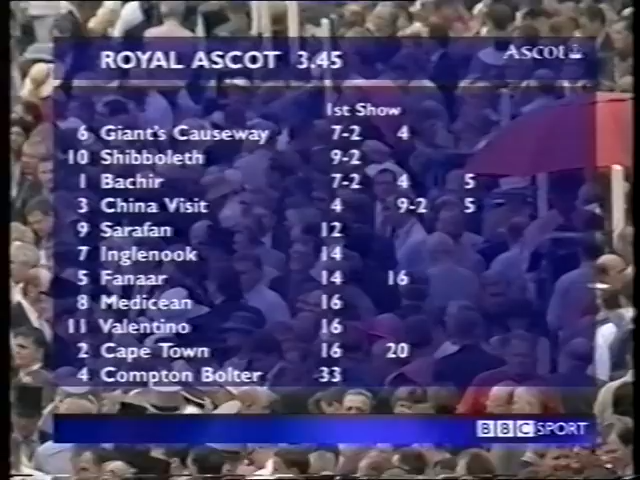 ROYAL ASCOT 3.45
Ascot
1st Show
6 Giant's Causeway 7-2 4
10 Shibboleth 9-2
1 Bachir 7-2 4 5
3 China Visit 4 9-2 5
9 Sarafan 12
7 Inglenook 14
5 Fanaar 14 16
8 Medicean 16
11 Valentino 16
2 Cape Town 16 20
4 Compton Bolter 33
BBC SPORT